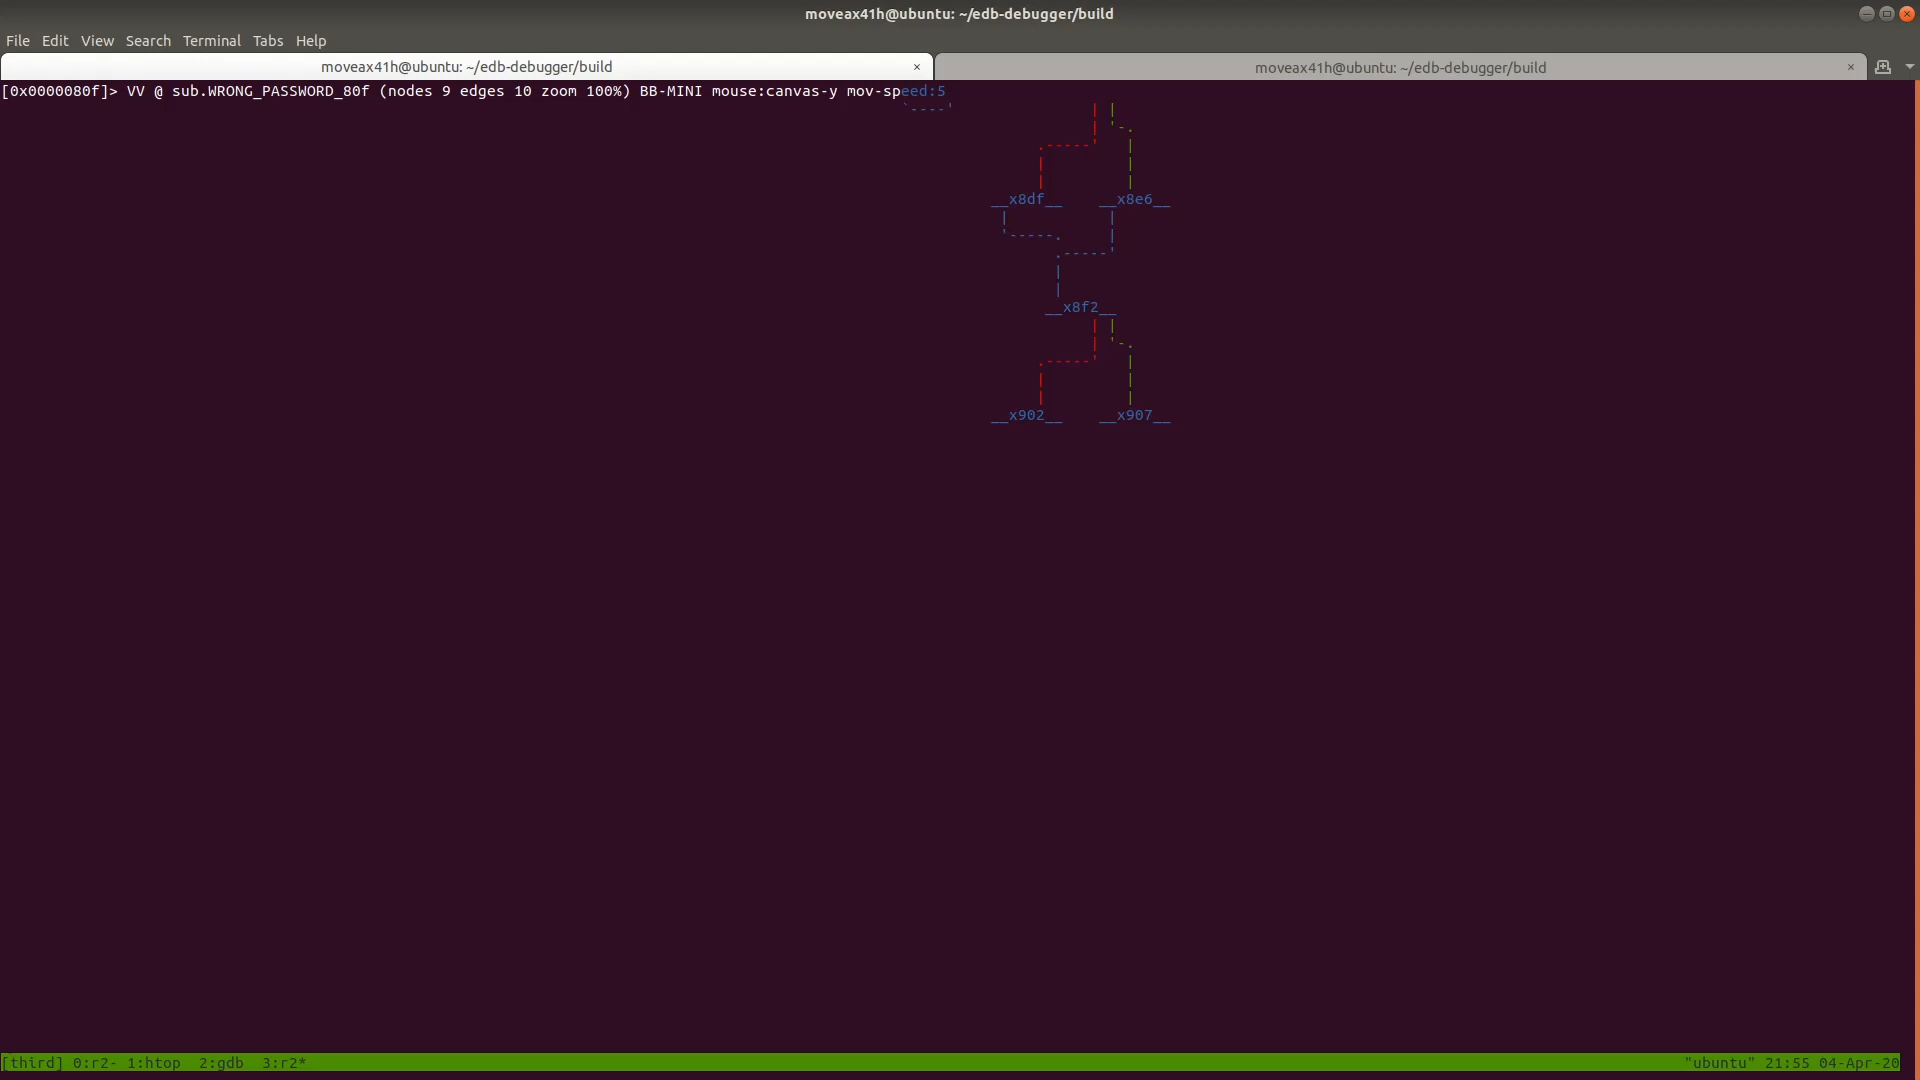 moveax41h@ubuntu: ~/edb-debugger/build
File Edit View Search Terminal Tabs Help
moveax41h@ubuntu: ~/edb-debugger/build × moveax41h@ubuntu: ~/edb-debugger/build ×
[0x0000080f]> VV @ sub.WRONG_PASSWORD_80f (nodes 9 edges 10 zoom 100%) BB-MINI mouse:canvas-y mov-speed:5
__x8df__ __x8e6__
__x8f2__
__x902__ __x907__
[third] 0:r2- 1:htop 2:gdb 3:r2* "ubuntu" 21:55 04-Apr-20